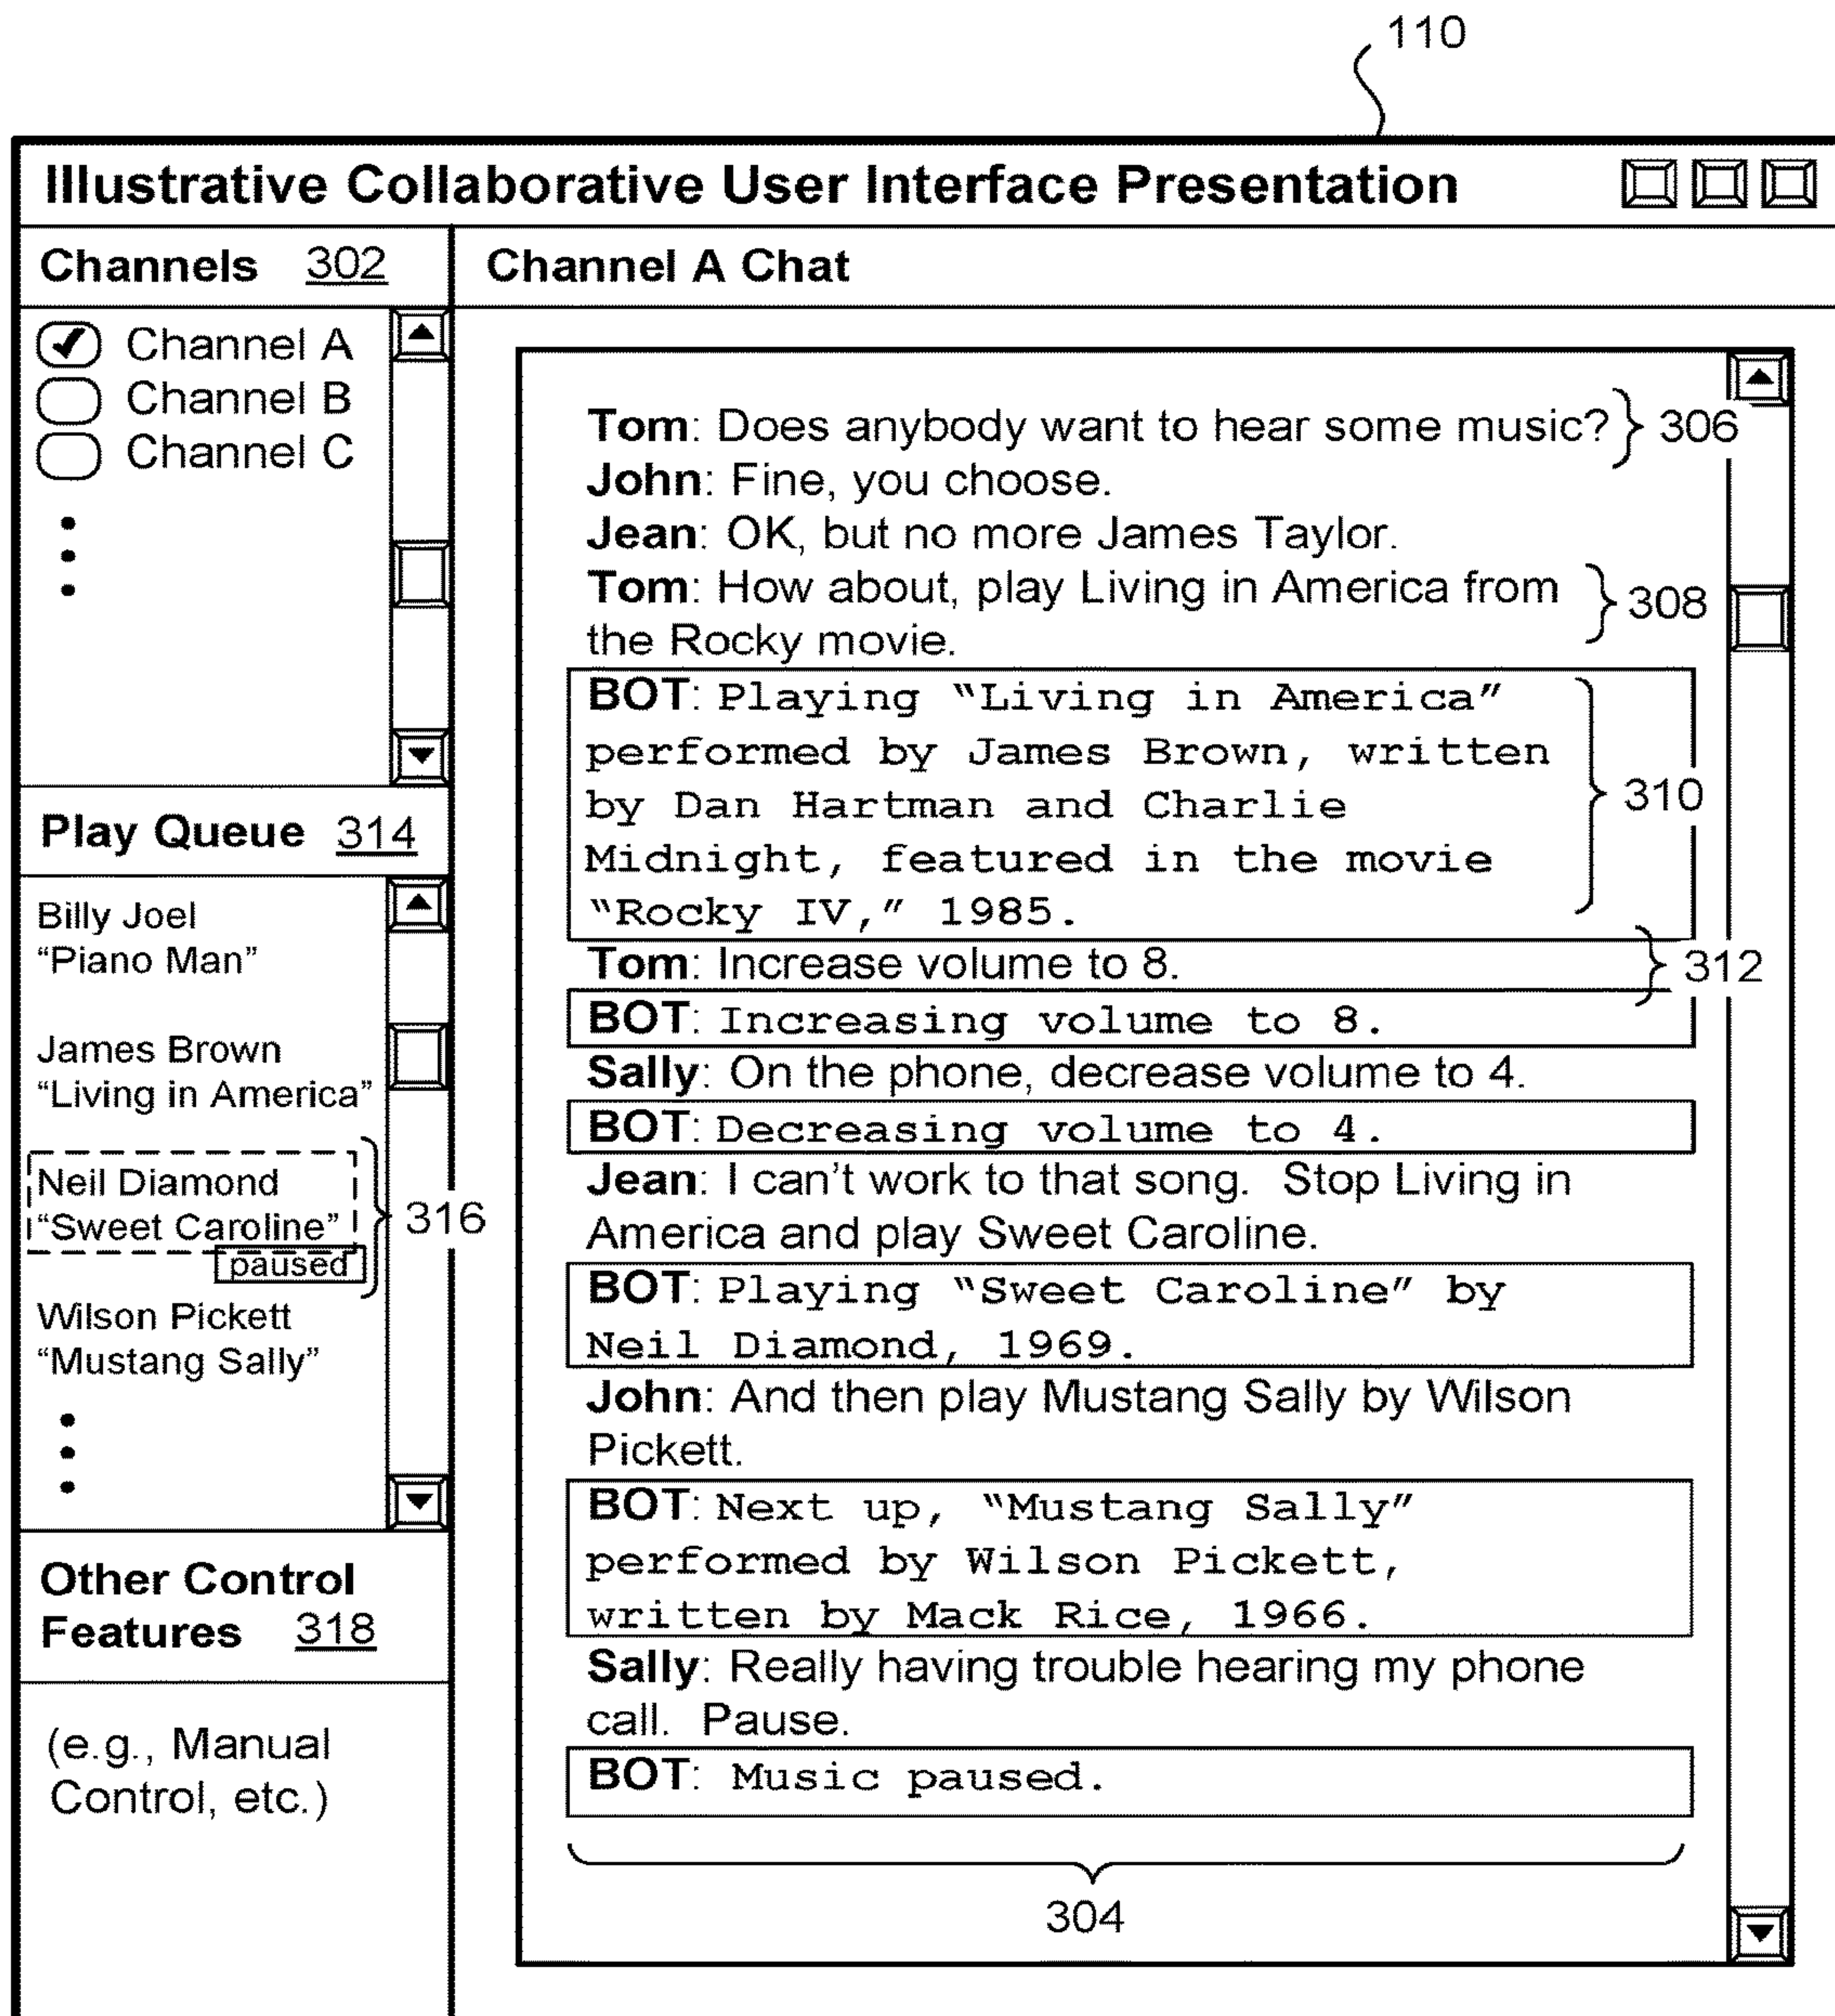 110
Illustrative Collaborative User Interface Presentation
Channels 302
Channel A
Channel B
Channel C
Play Queue 314
Billy Joel
“Piano Man”
James Brown
“Living in America”
Neil Diamond
“Sweet Caroline”
paused
316
Wilson Pickett
“Mustang Sally”
Other Control
Features 318
(e.g., Manual
Control, etc.)
Channel A Chat
Tom: Does anybody want to hear some music? 306
John: Fine, you choose.
Jean: OK, but no more James Taylor.
Tom: How about, play Living in America from
the Rocky movie.
308
BOT: Playing “Living in America”
performed by James Brown, written
by Dan Hartman and Charlie
Midnight, featured in the movie
“Rocky IV,” 1985.
310
Tom: Increase volume to 8. 312
BOT: Increasing volume to 8.
Sally: On the phone, decrease volume to 4.
BOT: Decreasing volume to 4.
Jean: I can’t work to that song. Stop Living in
America and play Sweet Caroline.
BOT: Playing “Sweet Caroline” by
Neil Diamond, 1969.
John: And then play Mustang Sally by Wilson
Pickett.
BOT: Next up, “Mustang Sally”
performed by Wilson Pickett,
written by Mack Rice, 1966.
Sally: Really having trouble hearing my phone
call. Pause.
BOT: Music paused.
304